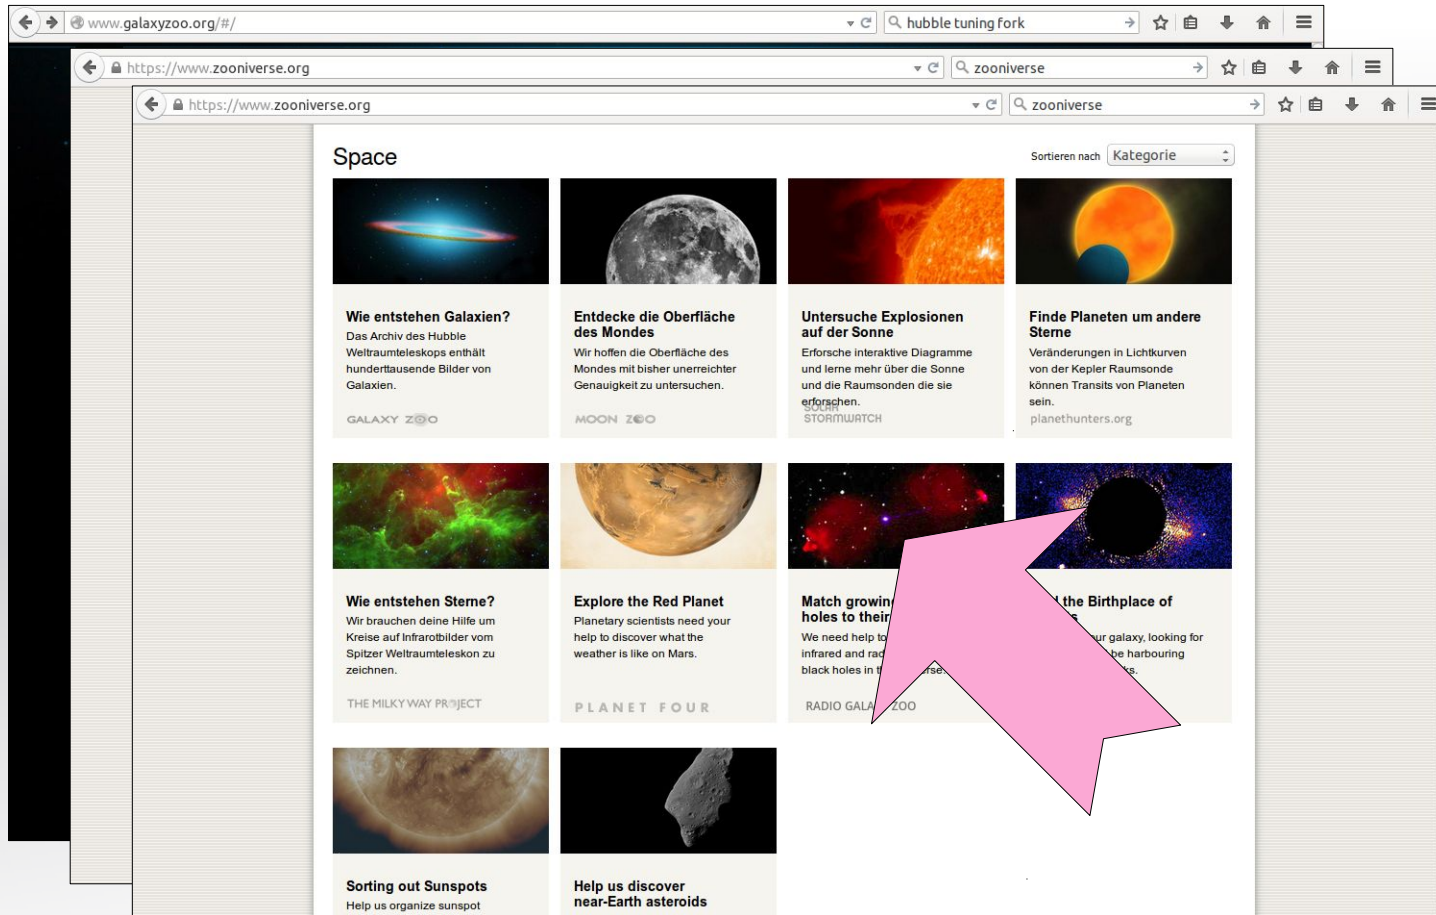 www.galaxyzoo.org/#/
hubble tuning fork
https://www.zooniverse.org
zooniverse
https://www.zooniverse.org
zooniverse
Space
Sortieren nach Kategorie
Wie entstehen Galaxien?
Das Archiv des Hubble
Weltraumteleskops enthält
hunderttausende Bilder von
Galaxien.
GALAXY ZOO
Entdecke die Oberfläche
des Mondes
Wir hoffen die Oberfläche des
Mondes mit bisher unerreichter
Genauigkeit zu untersuchen.
MOON ZOO
Untersuche Explosionen
auf der Sonne
Erforsche interaktive Diagramme
und lerne mehr über die Sonne
und die Raumsonden die sie
erforschen.
SOLAR
STORMWATCH
Finde Planeten um andere
Sterne
Veränderungen in Lichtkurven
von der Kepler Raumsonde
können Transits von Planeten
sein.
planethunters.org
Wie entstehen Sterne?
Wir brauchen deine Hilfe um
Kreise auf Infrarotbilder vom
Spitzer Weltraumteleskon zu
zeichnen.
THE MILKY WAY PROJECT
Explore the Red Planet
Planetary scientists need your
help to discover what the
weather is like on Mars.
PLANET FOUR
Match growing
holes to their
We need help to
infrared and
black holes in
RADIO ZOO
the Birthplace of
galaxy, looking for
be harbouring
Sorting out Sunspots
Help us organize sunspot
Help us discover
near-Earth asteroids